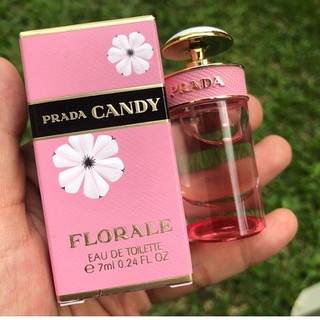 PRADA CANDY
FLORALE
EAU DE TOILETTE
℮ 7ml 0.24 FL OZ
PRADA